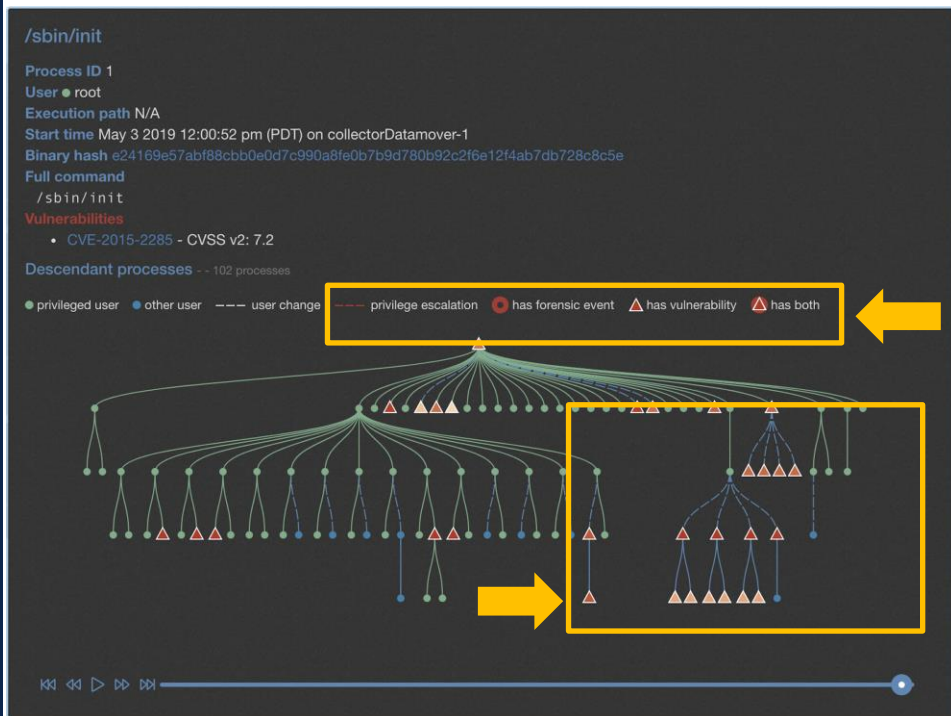 /sbin/init
Process ID 1
User root
Execution path N/A
Start time May 3 2019 12:00:52 pm (PDT) on collectorDatamover-1
Binary hash e24169e57abf88cbb0e0d7c990a8fe0b7b9d780b92c2f6e12f4ab7db728c8c5e
Full command
/sbin/init
Vulnerabilities
• CVE-2015-2285 - CVSS v2: 7.2
Descendant processes - - 102 processes
privileged user other user user change privilege escalation has forensic event has vulnerability has both